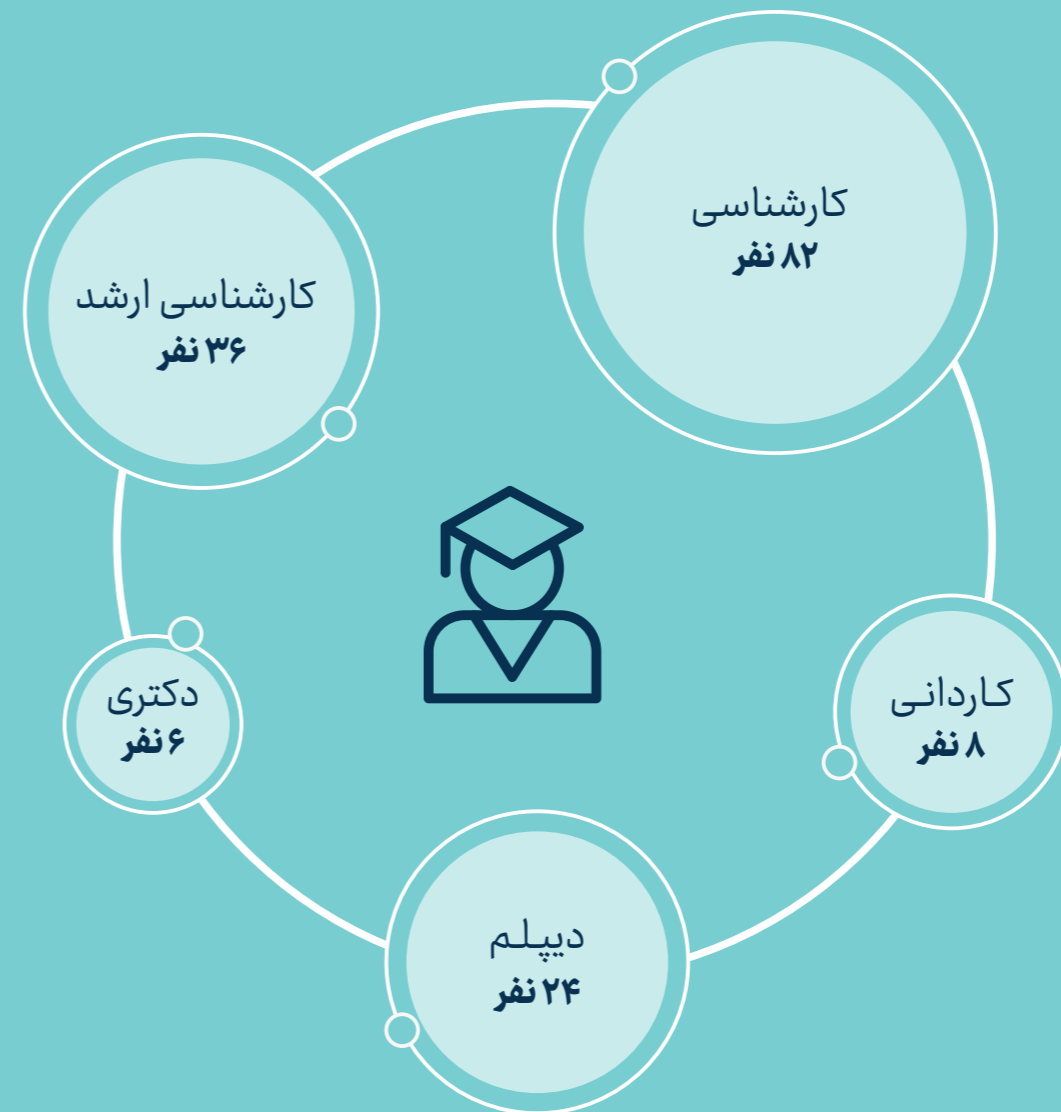 کارشناسی
۸۲ نفر
کارشناسی ارشد
۳۶ نفر
کاردانی
۸ نفر
دکتری
۶ نفر
دیپلم
۲۴ نفر